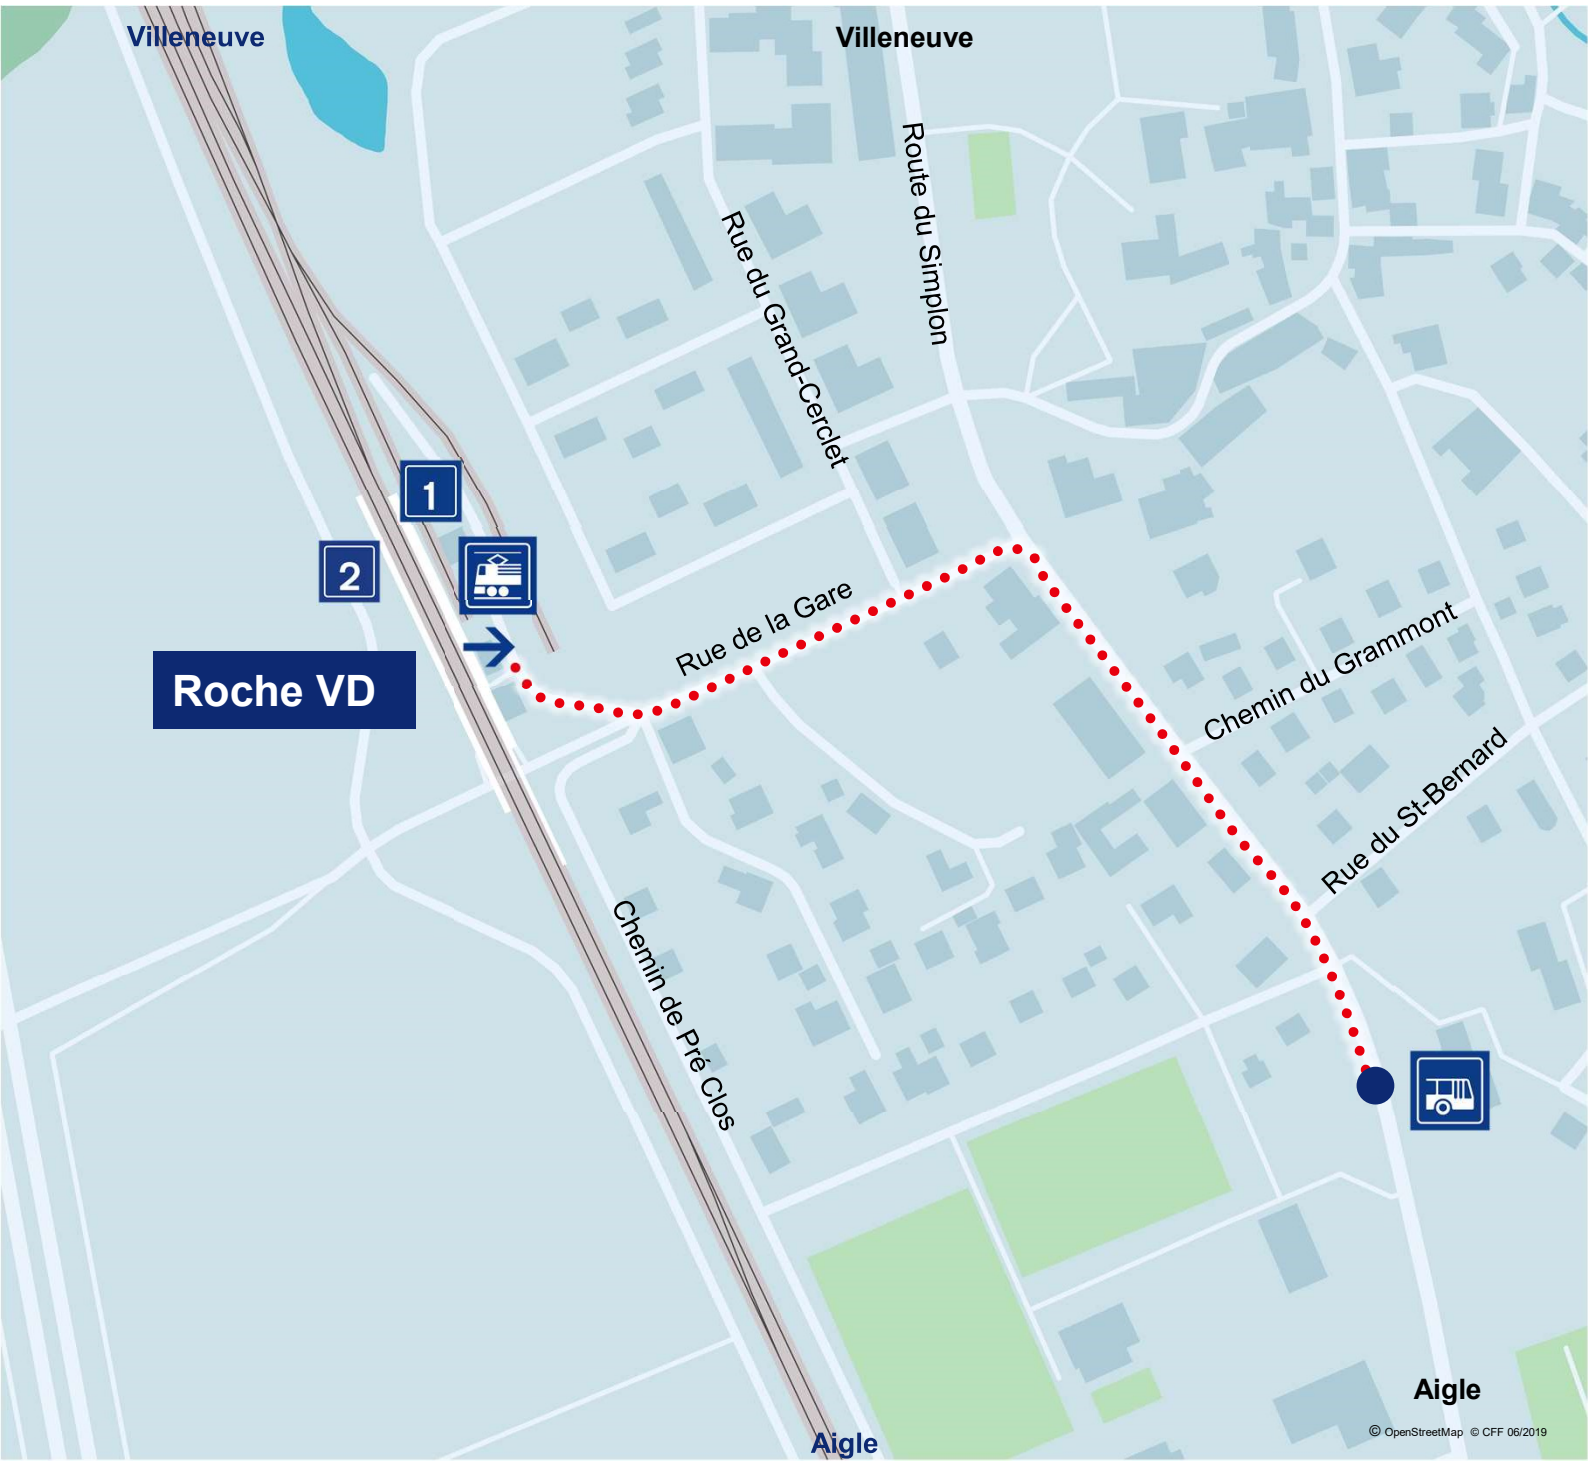 Villeneuve
Villeneuve
Route du Simplon
Rue du Grand-Cerclet
1
2
Rue de la Gare
Roche VD
Chemin du Grammont
Rue du St-Bernard
Chemin de Pré Clos
Aigle
Aigle
© OpenStreetMap © CFF 06/2019